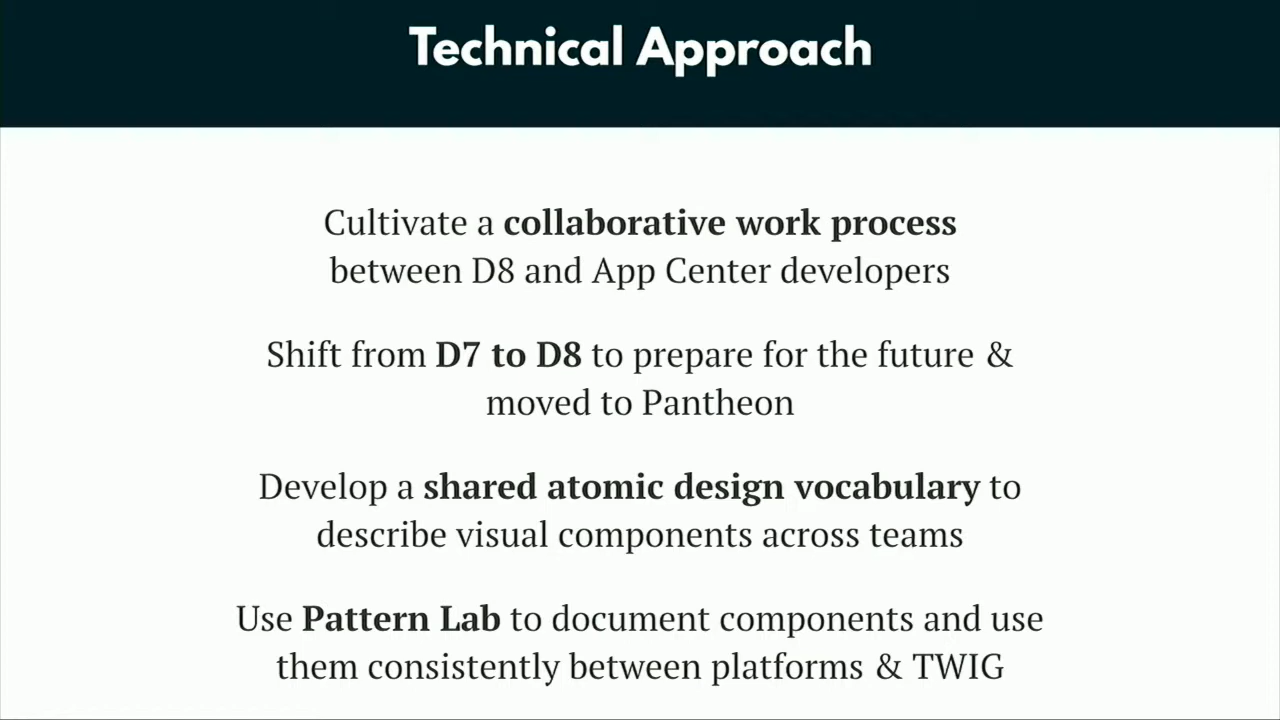 Technical Approach
Cultivate a collaborative work process
between D8 and App Center developers
Shift from D7 to D8 to prepare for the future &
moved to Pantheon
Develop a shared atomic design vocabulary to
describe visual components across teams
Use Pattern Lab to document components and use
them consistently between platforms & TWIG